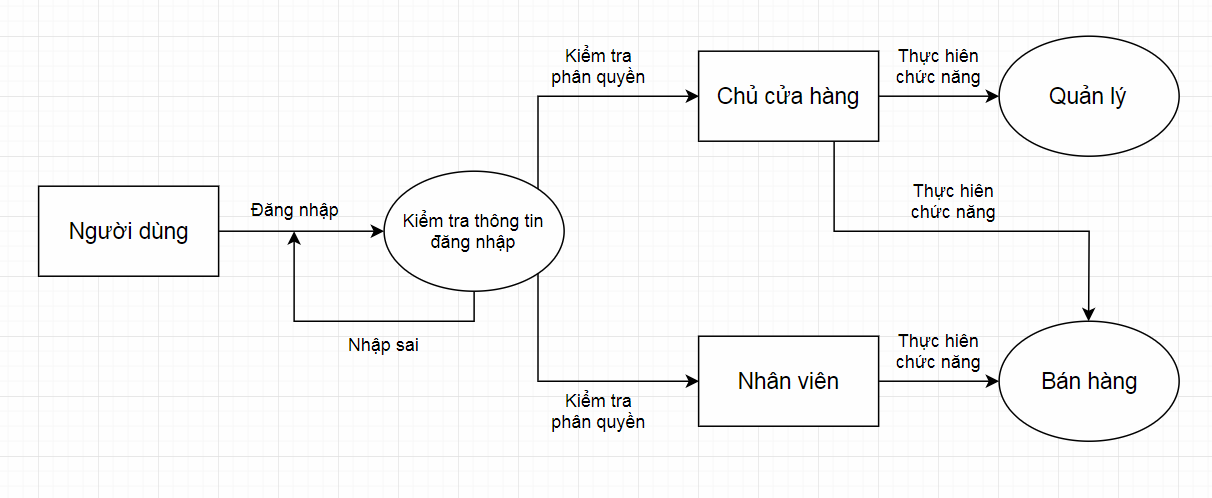 Kiểm tra
phân quyền
Chủ cửa hàng
Thực hiên
chức năng
Quản lý
Thực hiên
chức năng
Người dùng
Đăng nhập
Kiểm tra thông tin
đăng nhập
Nhập sai
Kiểm tra
phân quyền
Nhân viên
Thực hiên
chức năng
Bán hàng